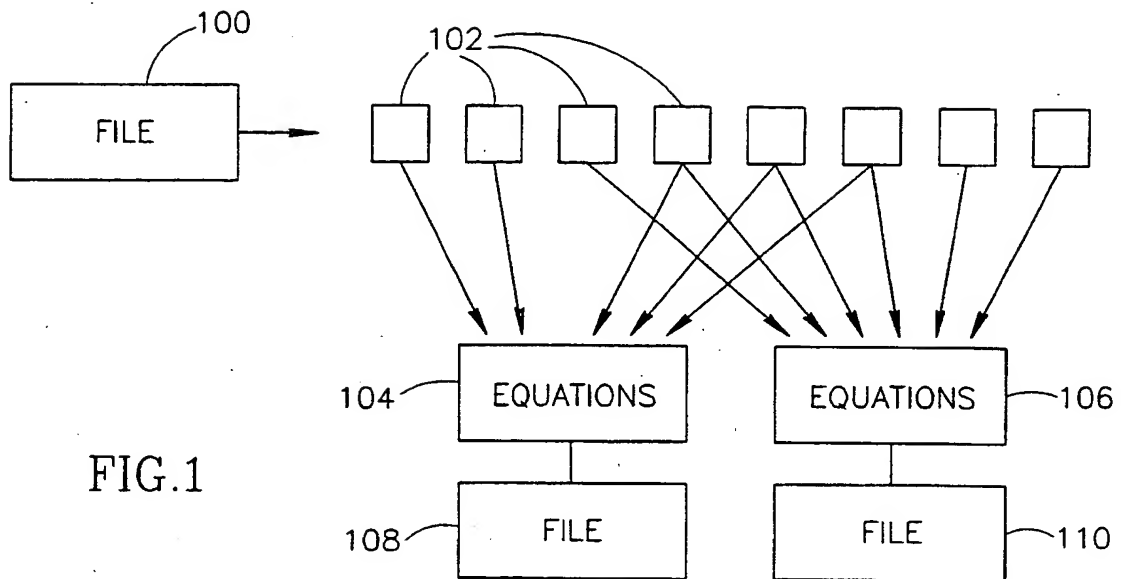 100
102
FILE
104
EQUATIONS
EQUATIONS
106
FIG.1
108
FILE
FILE
110